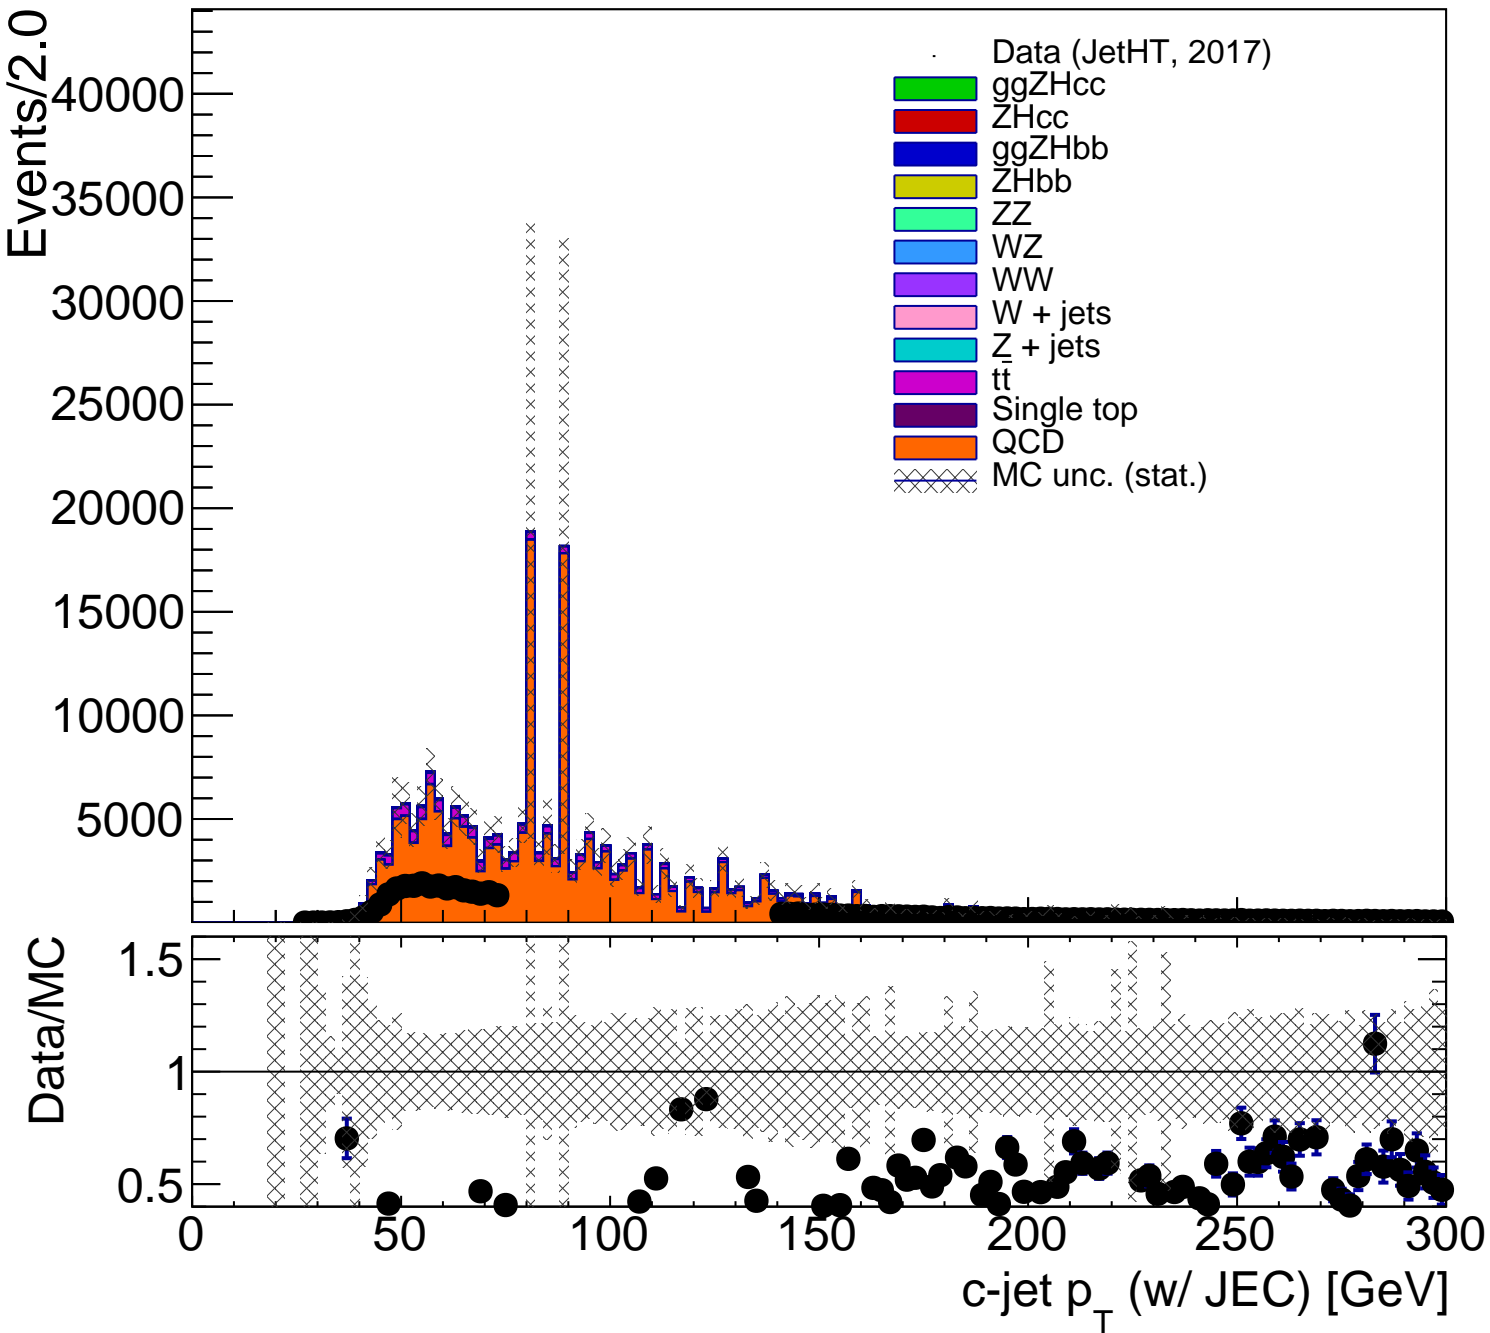 Events/2.0
40000
35000
30000
25000
20000
15000
10000
5000
Data (JetHT, 2017)
ggZHcc
ZHcc
ggZHbb
ZHbb
ZZ
WZ
WW
W + jets
Z + jets
tt̄
Single top
QCD
MC unc. (stat.)
Data/MC
1.5
1
0.5
0 50 100 150 200 250 300
c-jet p_T (w/ JEC) [GeV]